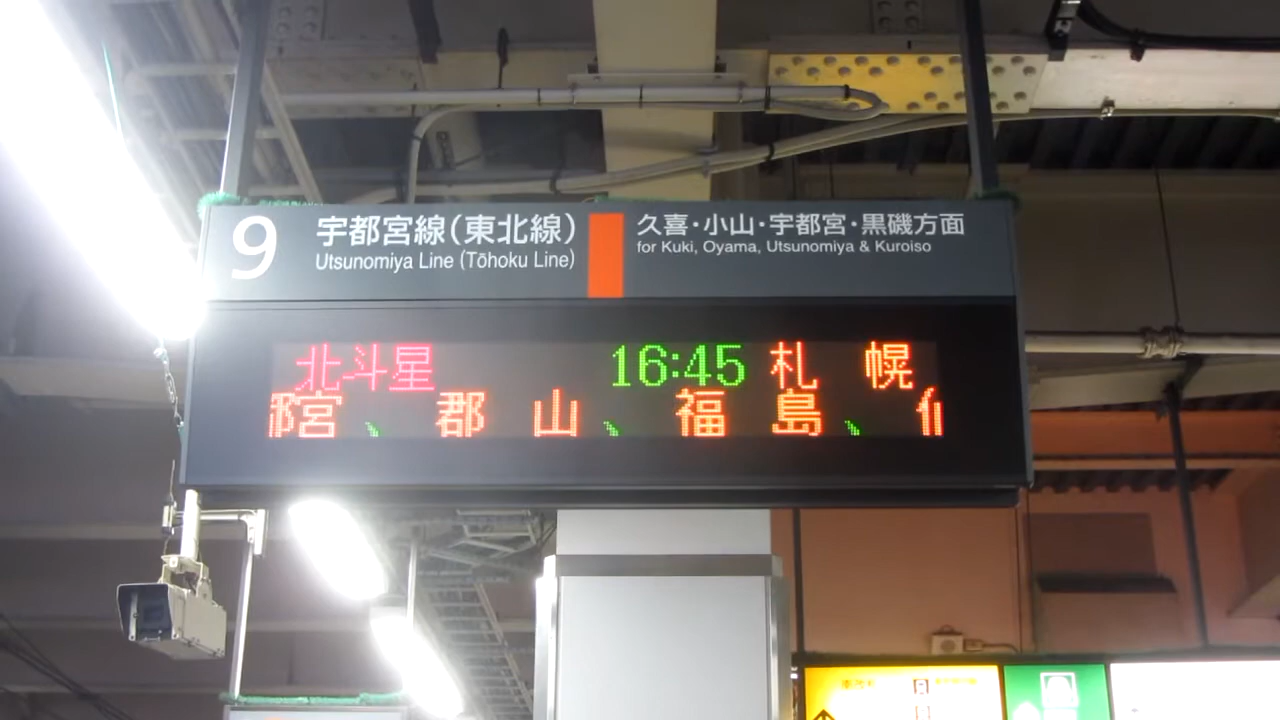 9 宇都宮線(東北線) 久喜・小山・宇都宮・黒磯方面
Utsunomiya Line (Tōhoku Line) for Kuki, Oyama, Utsunomiya & Kuroiso
北斗星 16:45 札 幌
宮、郡 山、福 島、